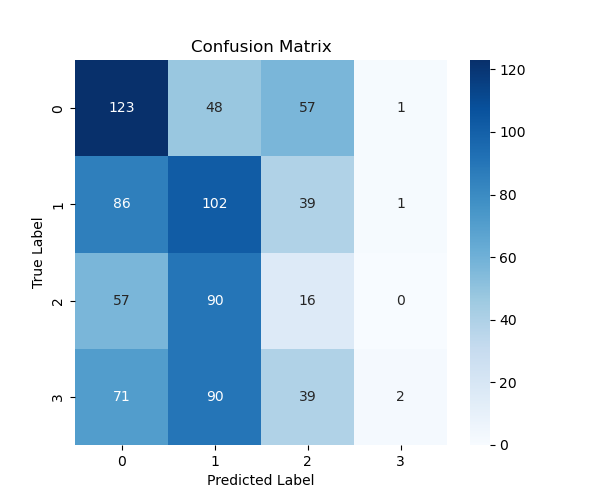 Confusion Matrix
True Label
0 123 48 57 1
1 86 102 39 1
2 57 90 16 0
3 71 90 39 2
0 1 2 3
Predicted Label
120
100
80
60
40
20
0